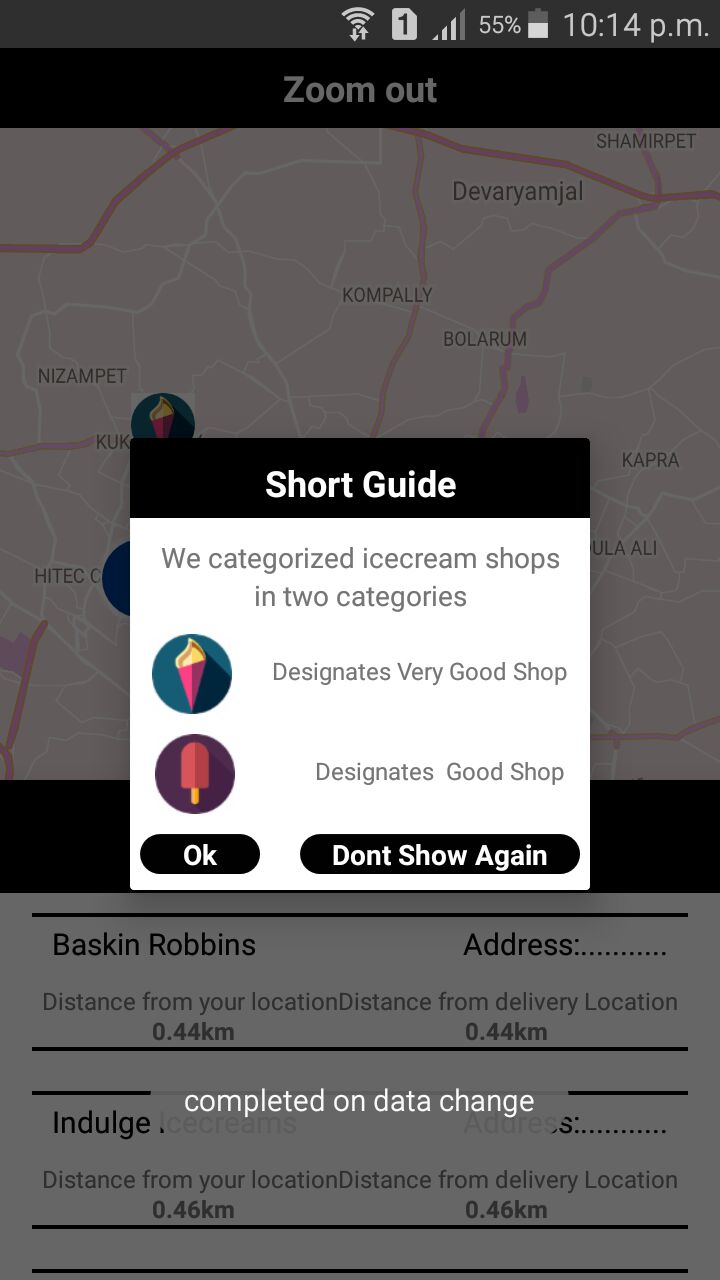 1 55% 10:14 p.m.
Zoom out
SHAMIRPET
Devaryamjal
KOMPALLY
BOLARUM
NIZAMPET
KAPRA
ULA ALI
HITEC
Short Guide
We categorized icecream shops
in two categories
Designates Very Good Shop
Designates Good Shop
Ok Dont Show Again
Baskin Robbins Address:...........
Distance from your location Distance from delivery Location
0.44km 0.44km
completed on data change
Indulge Icecreams Address:...........
Distance from your location Distance from delivery Location
0.46km 0.46km